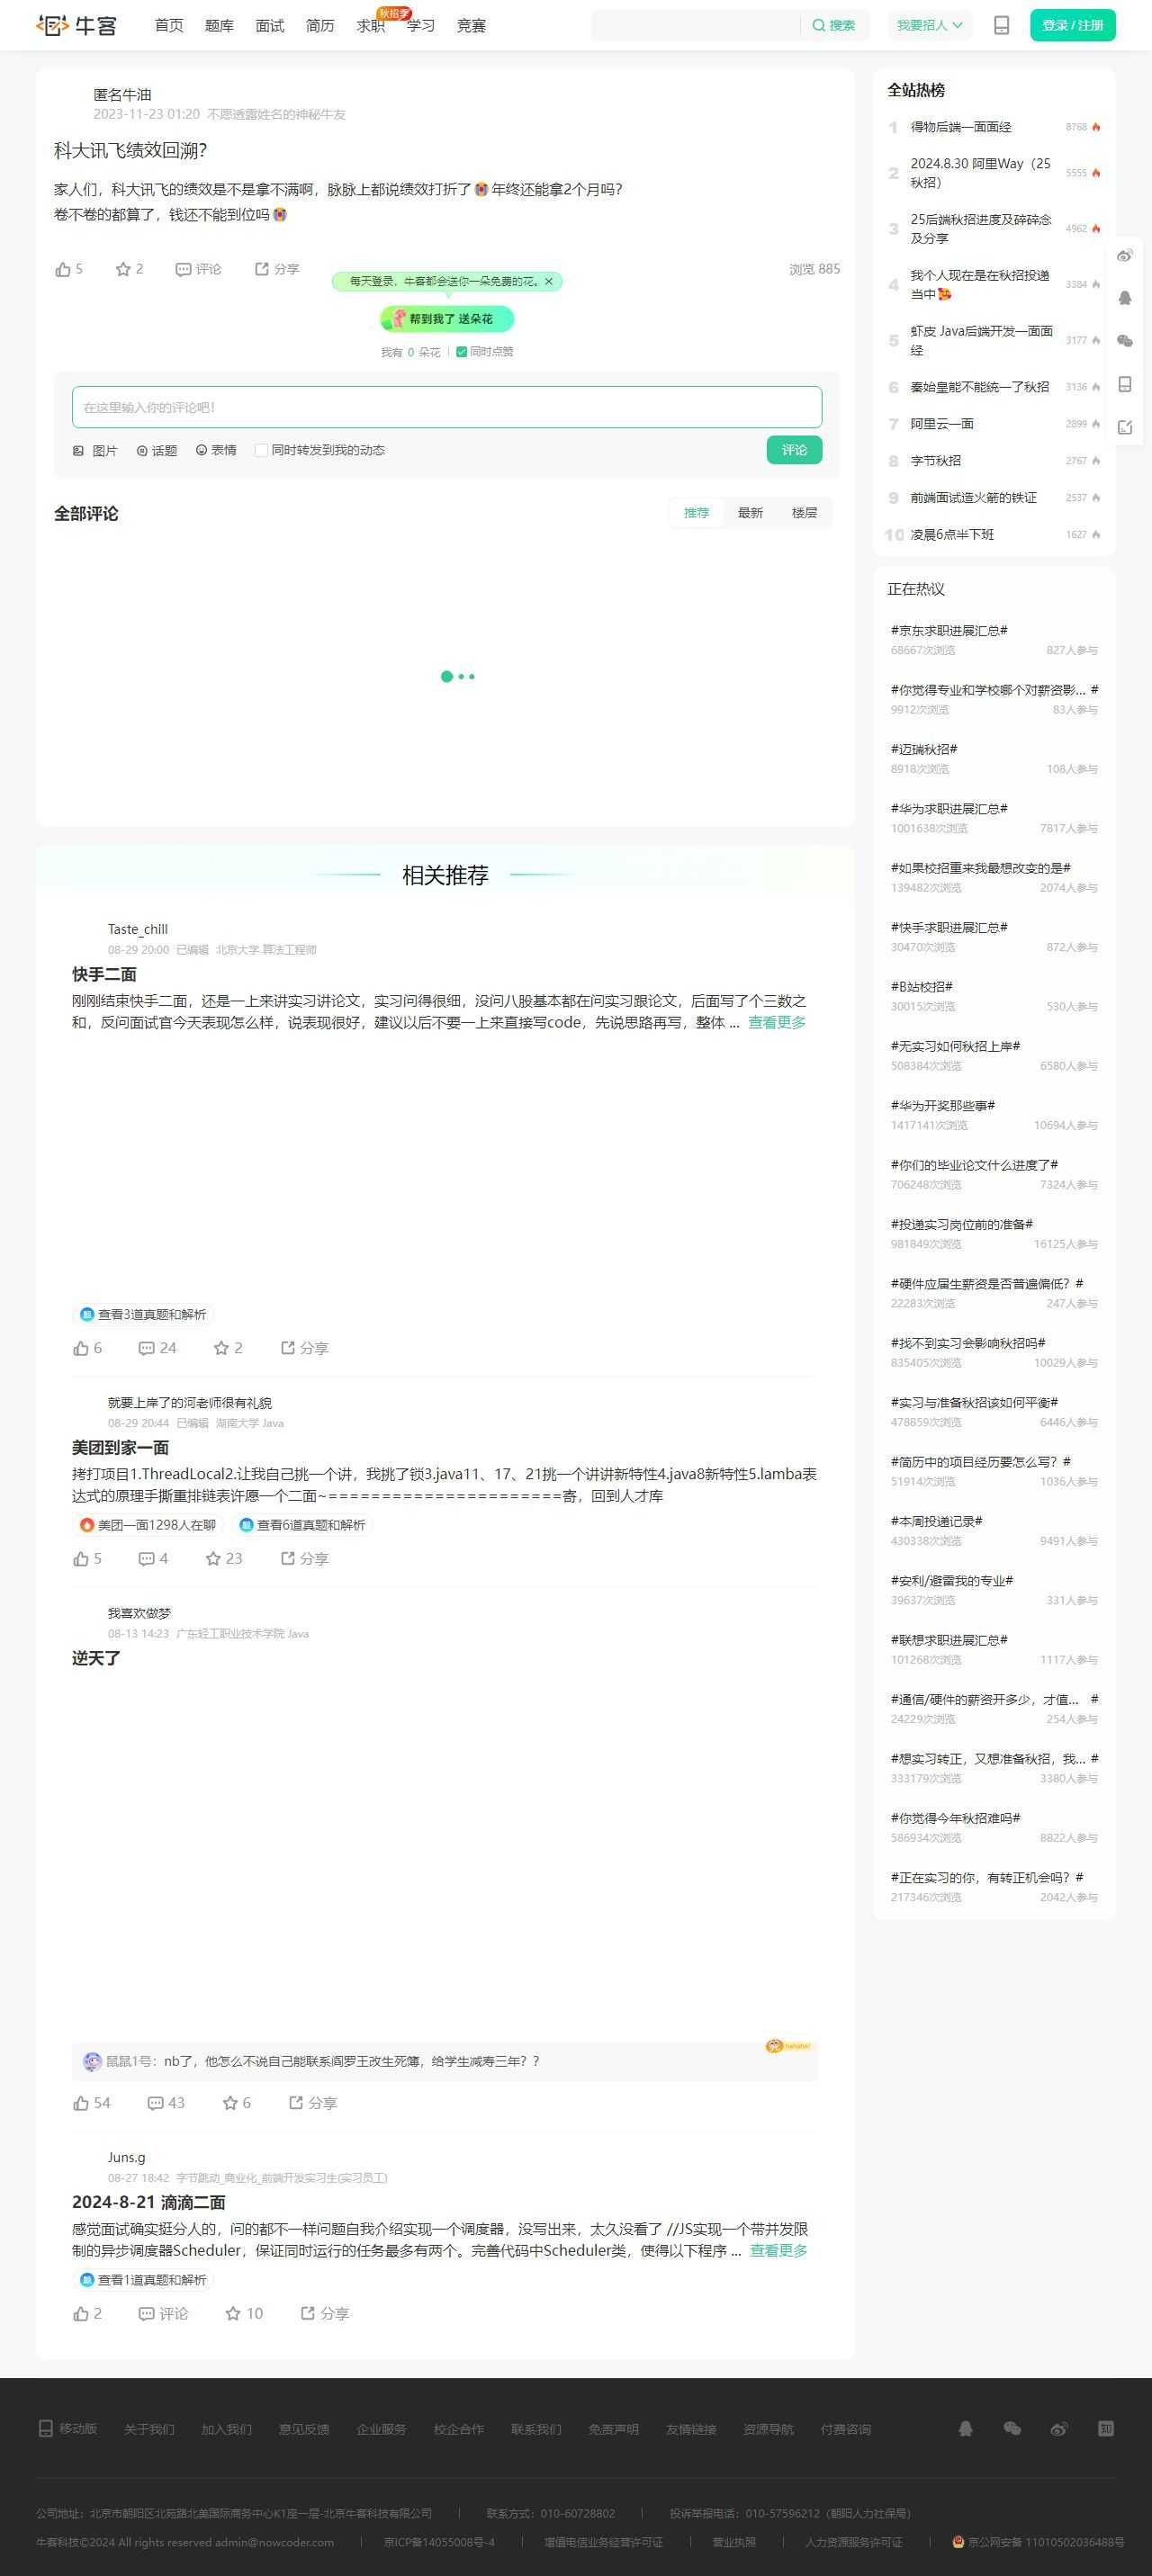 牛客
首页 题库 面试 简历 求职 秋招季 学习 竞赛
搜索 我要招人 登录 / 注册
匿名牛油
2023-11-23 01:20 不愿透露姓名的神秘牛友
科大讯飞绩效回溯？
家人们，科大讯飞的绩效是不是拿不满啊，脉脉上都说绩效打折了😭年终还能拿2个月吗？
卷不卷的都算了，钱还不能到位吗😭
5 2 评论 分享 浏览 885
每天登录，牛客都会送你一朵免费的花。
帮到我了 送朵花
我有 0 朵花 同时点赞
在这里输入你的评论吧！
图片 话题 表情 同时转发到我的动态 评论
全部评论 推荐 最新 楼层
相关推荐
Taste_chill
08-29 20:00 已编辑 北京大学 算法工程师
快手二面
刚刚结束快手二面，还是一上来讲实习讲论文，实习问得很细，没问八股基本都在问实习跟论文，后面写了个三数之
和，反问面试官今天表现怎么样，说表现很好，建议以后不要一上来直接写code，先说思路再写，整体 ... 查看更多
查看3道真题和解析
6 24 2 分享
就要上岸了的河老师很有礼貌
08-29 20:44 已编辑 湖南大学 Java
美团到家一面
拷打项目1.ThreadLocal2.让我自己挑一个讲，我挑了锁3.java11、17、21挑一个讲讲新特性4.java8新特性5.lamba表
达式的原理手撕重排链表许愿一个二面~======================寄，回到人才库
美团一面1298人在聊 查看6道真题和解析
5 4 23 分享
我喜欢做梦
08-13 14:23 广东轻工职业技术学院 Java
逆天了
鼠鼠1号：nb了，他怎么不说自己能联系阎罗王改生死簿，给学生减寿三年？？
54 43 6 分享
Juns.g
08-27 18:42 字节跳动_商业化_前端开发实习生(实习员工)
2024-8-21 滴滴二面
感觉面试确实挺分人的，问的都不一样问题自我介绍实现一个调度器，没写出来，太久没看了 //JS实现一个带并发限
制的异步调度器Scheduler，保证同时运行的任务最多有两个。完善代码中Scheduler类，使得以下程序 ... 查看更多
查看1道真题和解析
2 评论 10 分享
全站热榜
1 得物后端一面面经 8768
2 2024.8.30 阿里Way（25
秋招） 5555
3 25后端秋招进度及碎碎念
及分享 4962
4 我个人现在是在秋招投递
当中🥰 3384
5 虾皮 Java后端开发一面面
经 3177
6 秦始皇能不能统一了秋招 3136
7 阿里云一面 2899
8 字节秋招 2767
9 前端面试造火箭的铁证 2537
10 凌晨6点半下班 1627
正在热议
#京东求职进展汇总#
68667次浏览 827人参与
#你觉得专业和学校哪个对薪资影... #
9912次浏览 83人参与
#迈瑞秋招#
8918次浏览 108人参与
#华为求职进展汇总#
1001638次浏览 7817人参与
#如果校招重来我最想改变的是#
139482次浏览 2074人参与
#快手求职进展汇总#
30470次浏览 872人参与
#B站校招#
30015次浏览 530人参与
#无实习如何秋招上岸#
508384次浏览 6580人参与
#华为开奖那些事#
1417141次浏览 10694人参与
#你们的毕业论文什么进度了#
706248次浏览 7324人参与
#投递实习岗位前的准备#
981849次浏览 16125人参与
#硬件应届生薪资是否普遍偏低？#
22283次浏览 247人参与
#找不到实习会影响秋招吗#
835405次浏览 10029人参与
#实习与准备秋招该如何平衡#
478859次浏览 6446人参与
#简历中的项目经历要怎么写？#
51914次浏览 1036人参与
#本周投递记录#
430338次浏览 9491人参与
#安利/避雷我的专业#
39637次浏览 331人参与
#联想求职进展汇总#
101268次浏览 1117人参与
#通信/硬件的薪资开多少，才值... #
24229次浏览 254人参与
#想实习转正，又想准备秋招，我... #
333179次浏览 3380人参与
#你觉得今年秋招难吗#
586934次浏览 8822人参与
#正在实习的你，有转正机会吗？#
217346次浏览 2042人参与
移动版 关于我们 加入我们 意见反馈 企业服务 校企合作 联系我们 免责声明 友情链接 资源导航 付费咨询
公司地址：北京市朝阳区北苑路北美国际商务中心K1座一层-北京牛客科技有限公司 联系方式：010-60728802 投诉举报电话：010-57596212（朝阳人力社保局）
牛客科技©2024 All rights reserved admin@nowcoder.com 京ICP备14055008号-4 增值电信业务经营许可证 营业执照 人力资源服务许可证 京公网安备 11010502036488号